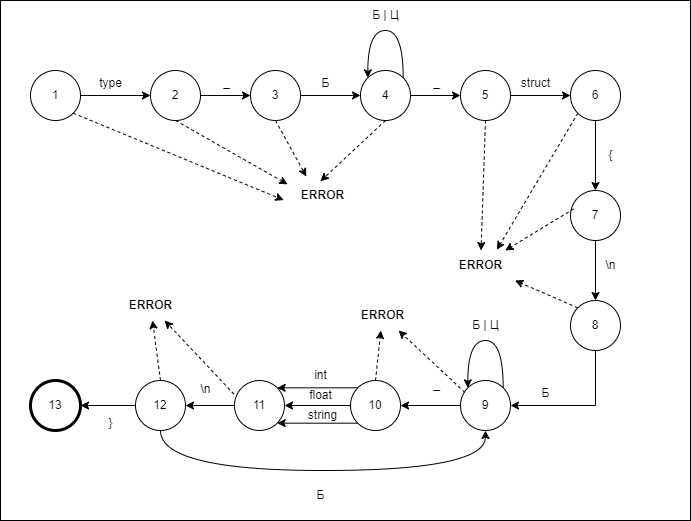 Б | Ц
type
_
Б
_
struct
1
2
3
4
5
6
{
ERROR
7
\n
ERROR
8
ERROR
ERROR
Б | Ц
int
\n
float
_
Б
string
13
12
11
10
9
}
Б